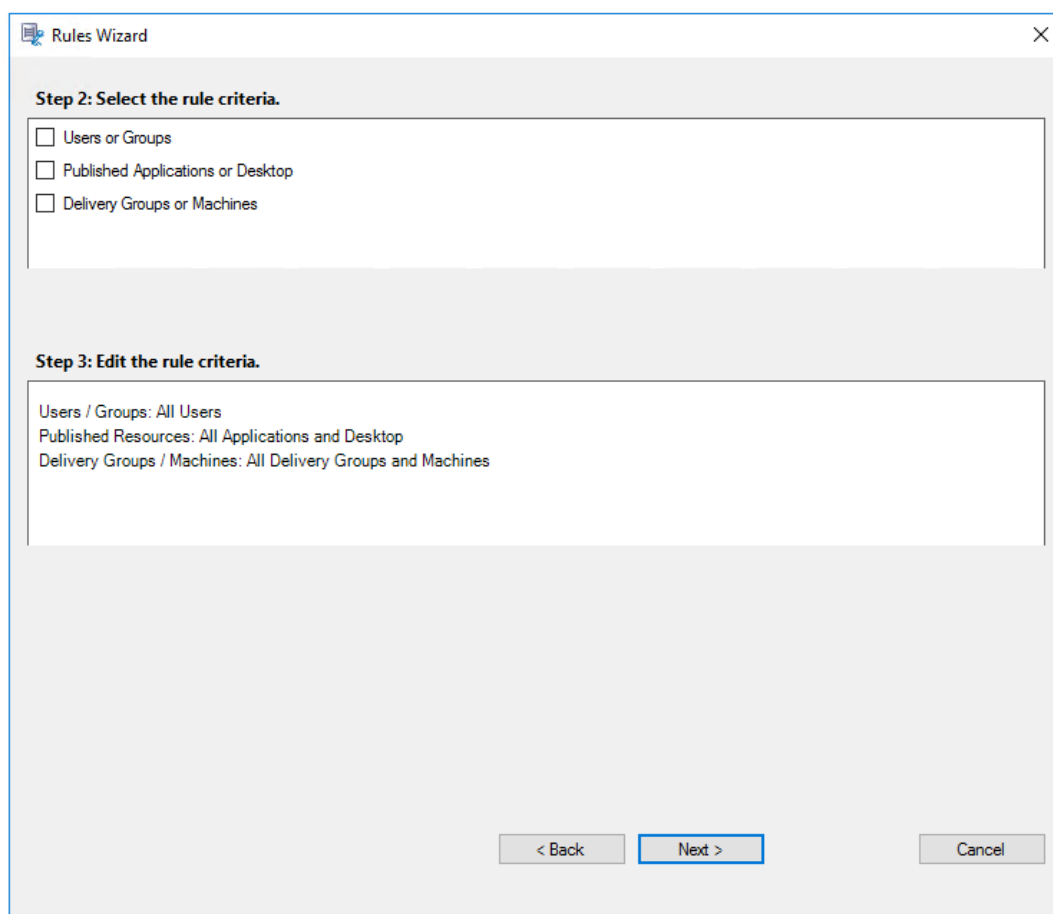 Rules Wizard
Step 2: Select the rule criteria.
Users or Groups
Published Applications or Desktop
Delivery Groups or Machines
Step 3: Edit the rule criteria.
Users / Groups: All Users
Published Resources: All Applications and Desktop
Delivery Groups / Machines: All Delivery Groups and Machines
< Back Next > Cancel